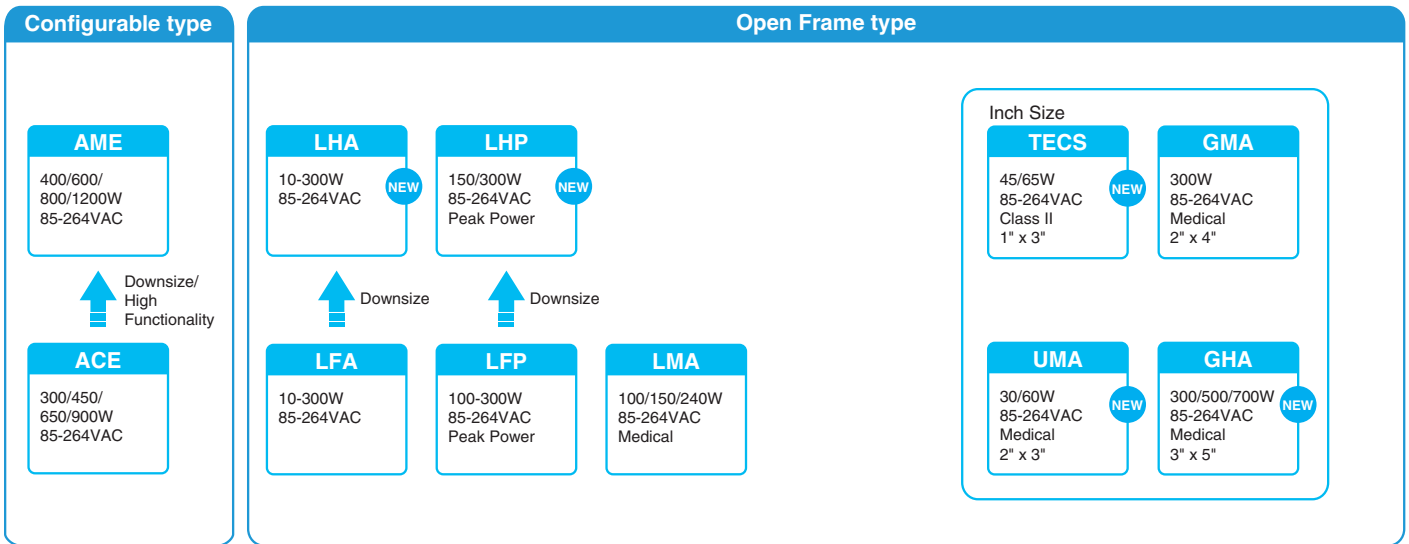 Configurable type
AME
400/600/
800/1200W
85-264VAC
Downsize/
High
Functionality
ACE
300/450/
650/900W
85-264VAC
Open Frame type
LHA
10-300W
85-264VAC
NEW
LHP
150/300W
85-264VAC
Peak Power
NEW
Downsize
Downsize
LFA
10-300W
85-264VAC
LFP
100-300W
85-264VAC
Peak Power
LMA
100/150/240W
85-264VAC
Medical
Inch Size
TECS
45/65W
85-264VAC
Class II
1" x 3"
NEW
GMA
300W
85-264VAC
Medical
2" x 4"
UMA
30/60W
85-264VAC
Medical
2" x 3"
NEW
GHA
300/500/700W
85-264VAC
Medical
3" x 5"
NEW